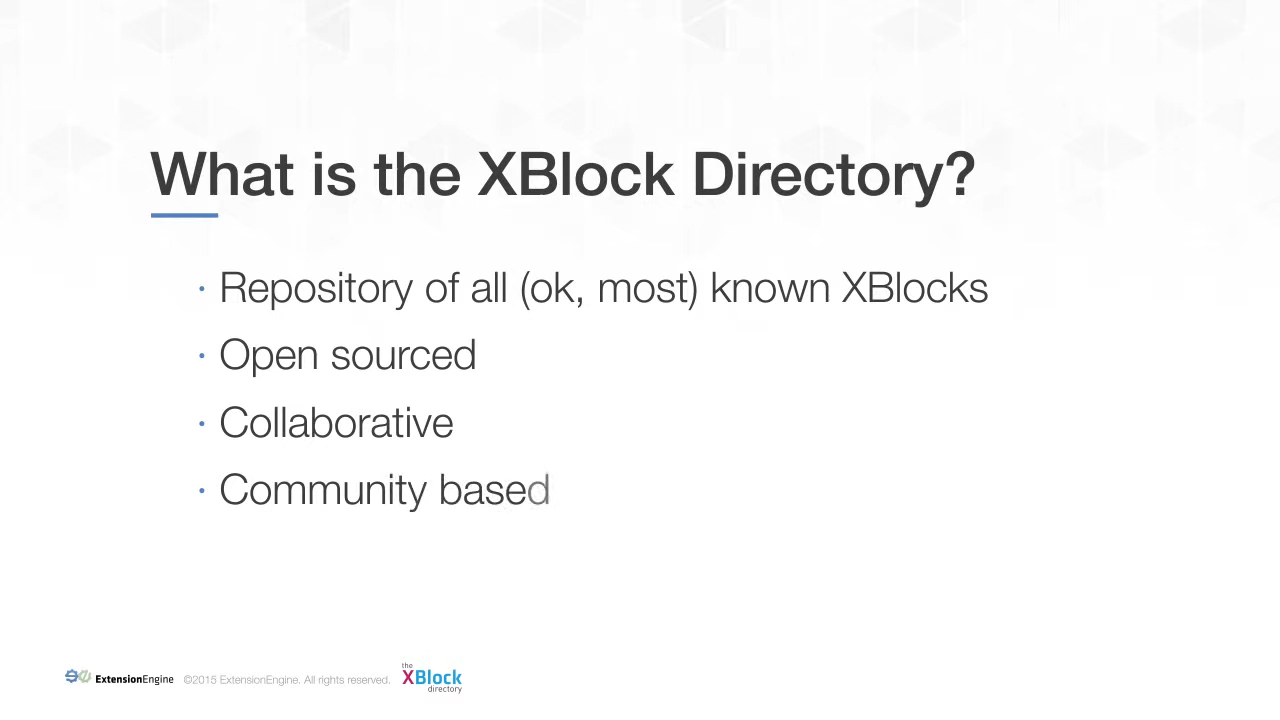 What is the XBlock Directory?
· Repository of all (ok, most) known XBlocks
· Open sourced
· Collaborative
· Community based
ExtensionEngine ©2015 ExtensionEngine. All rights reserved.
the
XBlock
directory